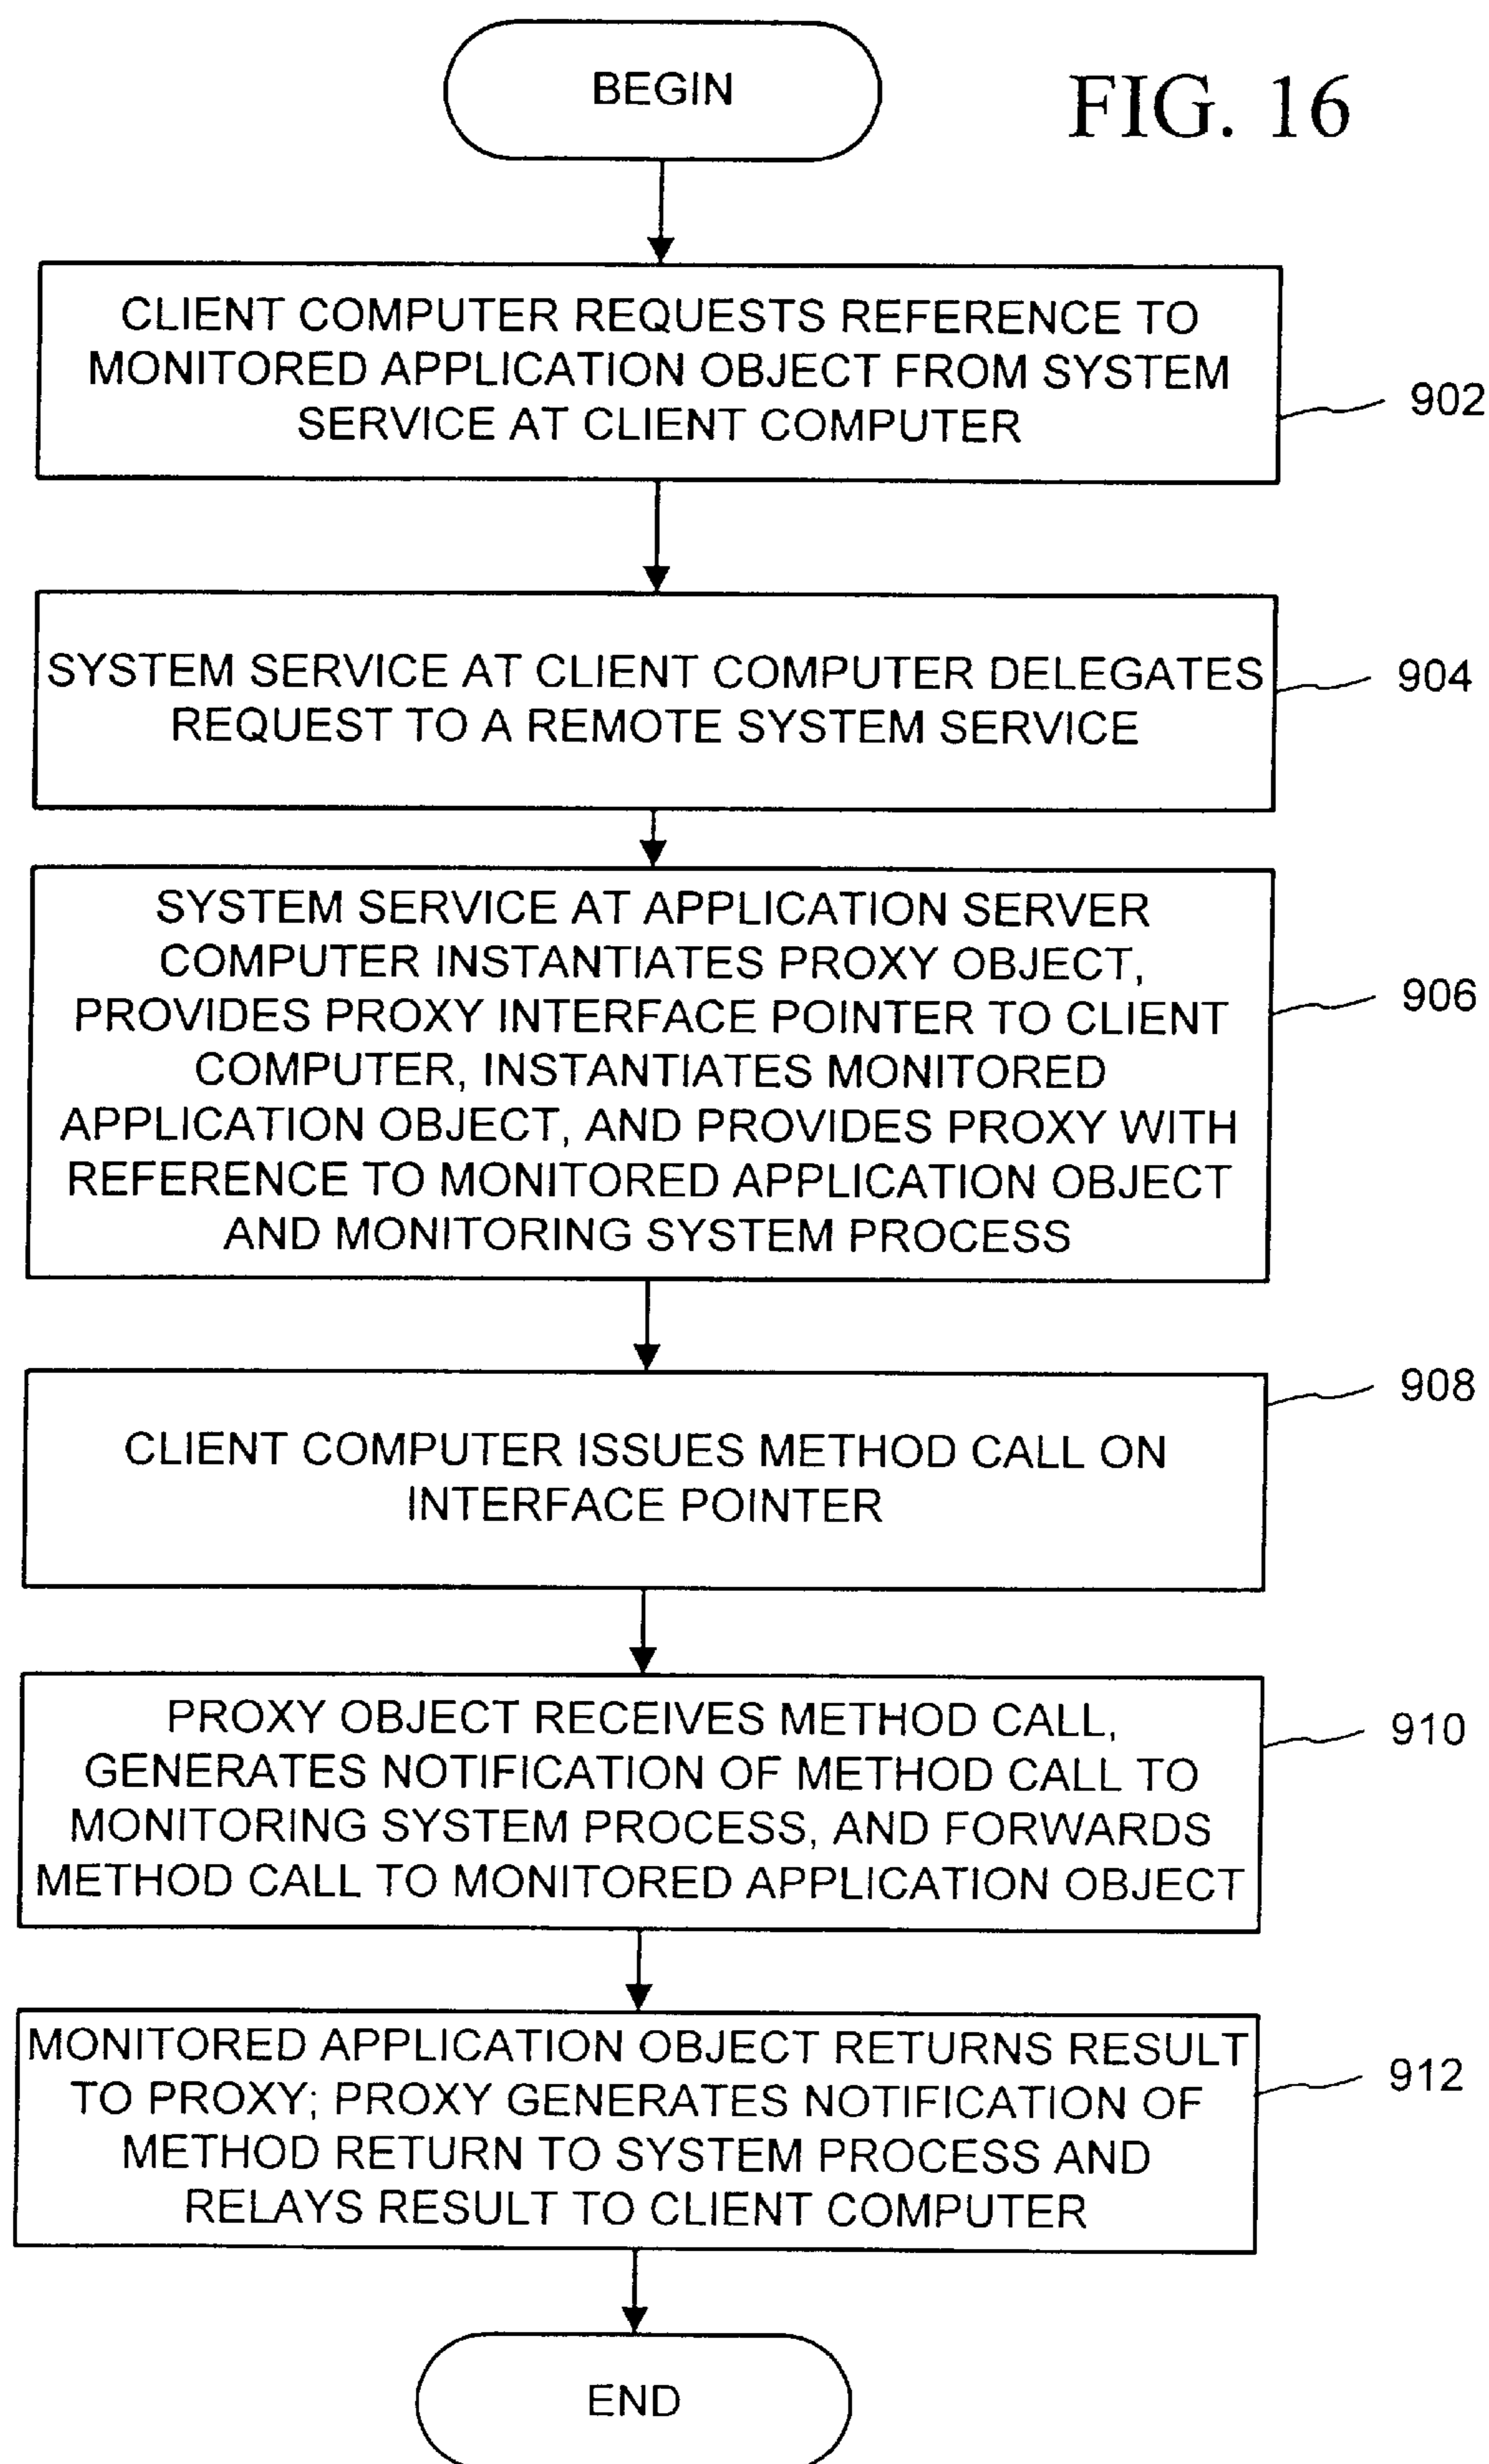 BEGIN
FIG. 16
CLIENT COMPUTER REQUESTS REFERENCE TO
MONITORED APPLICATION OBJECT FROM SYSTEM
SERVICE AT CLIENT COMPUTER
902
SYSTEM SERVICE AT CLIENT COMPUTER DELEGATES
REQUEST TO A REMOTE SYSTEM SERVICE
904
SYSTEM SERVICE AT APPLICATION SERVER
COMPUTER INSTANTIATES PROXY OBJECT,
PROVIDES PROXY INTERFACE POINTER TO CLIENT
COMPUTER, INSTANTIATES MONITORED
APPLICATION OBJECT, AND PROVIDES PROXY WITH
REFERENCE TO MONITORED APPLICATION OBJECT
AND MONITORING SYSTEM PROCESS
906
CLIENT COMPUTER ISSUES METHOD CALL ON
INTERFACE POINTER
908
PROXY OBJECT RECEIVES METHOD CALL,
GENERATES NOTIFICATION OF METHOD CALL TO
MONITORING SYSTEM PROCESS, AND FORWARDS
METHOD CALL TO MONITORED APPLICATION OBJECT
910
MONITORED APPLICATION OBJECT RETURNS RESULT
TO PROXY; PROXY GENERATES NOTIFICATION OF
METHOD RETURN TO SYSTEM PROCESS AND
RELAYS RESULT TO CLIENT COMPUTER
912
END